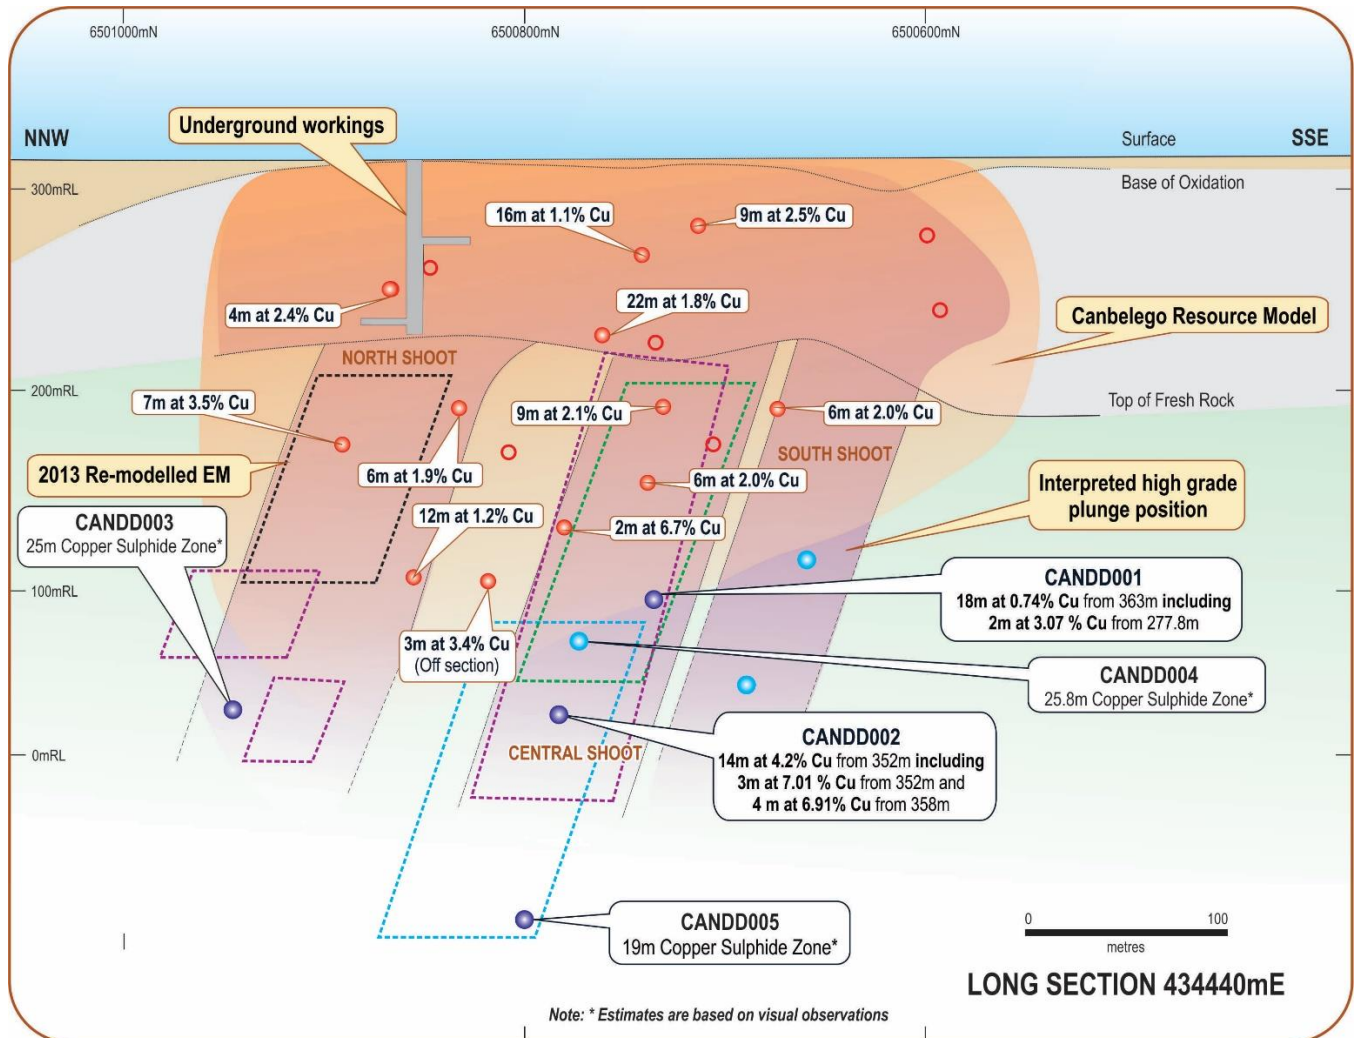 6501000mN
6500800mN
6500600mN
Underground workings
NNW
Surface
SSE
300mRL
Base of Oxidation
16m at 1.1% Cu
9m at 2.5% Cu
4m at 2.4% Cu
22m at 1.8% Cu
Canbelego Resource Model
NORTH SHOOT
200mRL
Top of Fresh Rock
7m at 3.5% Cu
9m at 2.1% Cu
6m at 2.0% Cu
SOUTH SHOOT
2013 Re-modelled EM
6m at 1.9% Cu
6m at 2.0% Cu
Interpreted high grade
plunge position
CANDD003
25m Copper Sulphide Zone*
12m at 1.2% Cu
2m at 6.7% Cu
100mRL
CANDD001
18m at 0.74% Cu from 363m including
2m at 3.07 % Cu from 277.8m
3m at 3.4% Cu
(Off section)
CANDD004
25.8m Copper Sulphide Zone*
0mRL
CENTRAL SHOOT
CANDD002
14m at 4.2% Cu from 352m including
3m at 7.01 % Cu from 352m and
4 m at 6.91% Cu from 358m
CANDD005
19m Copper Sulphide Zone*
0
100
metres
LONG SECTION 434440mE
Note: * Estimates are based on visual observations